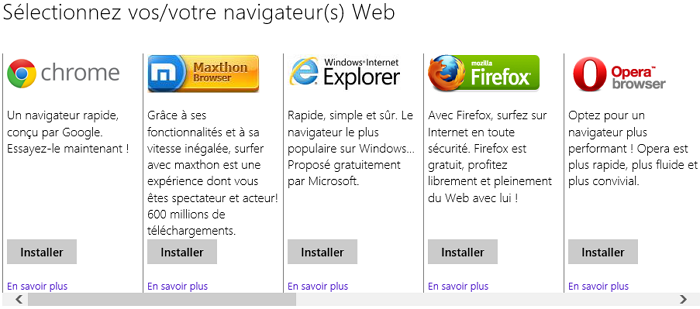 Sélectionnez vos/votre navigateur(s) Web
chrome
Un navigateur rapide,
conçu par Google.
Essayez-le maintenant !
Installer
En savoir plus
Maxthon
Browser
Grâce à ses
fonctionnalités et à sa
vitesse inégalée, surfer
avec maxthon est une
expérience dont vous
êtes spectateur et acteur!
600 millions de
téléchargements.
Installer
En savoir plus
Windows Internet
Explorer
Rapide, simple et sûr. Le
navigateur le plus
populaire sur Windows...
Proposé gratuitement
par Microsoft.
Installer
En savoir plus
mozilla
Firefox
Avec Firefox, surfez sur
Internet en toute
sécurité. Firefox est
gratuit, profitez
librement et pleinement
du Web avec lui !
Installer
En savoir plus
Opera™
browser
Optez pour un
navigateur plus
performant ! Opera est
plus rapide, plus fluide et
plus convivial.
Installer
En savoir plus